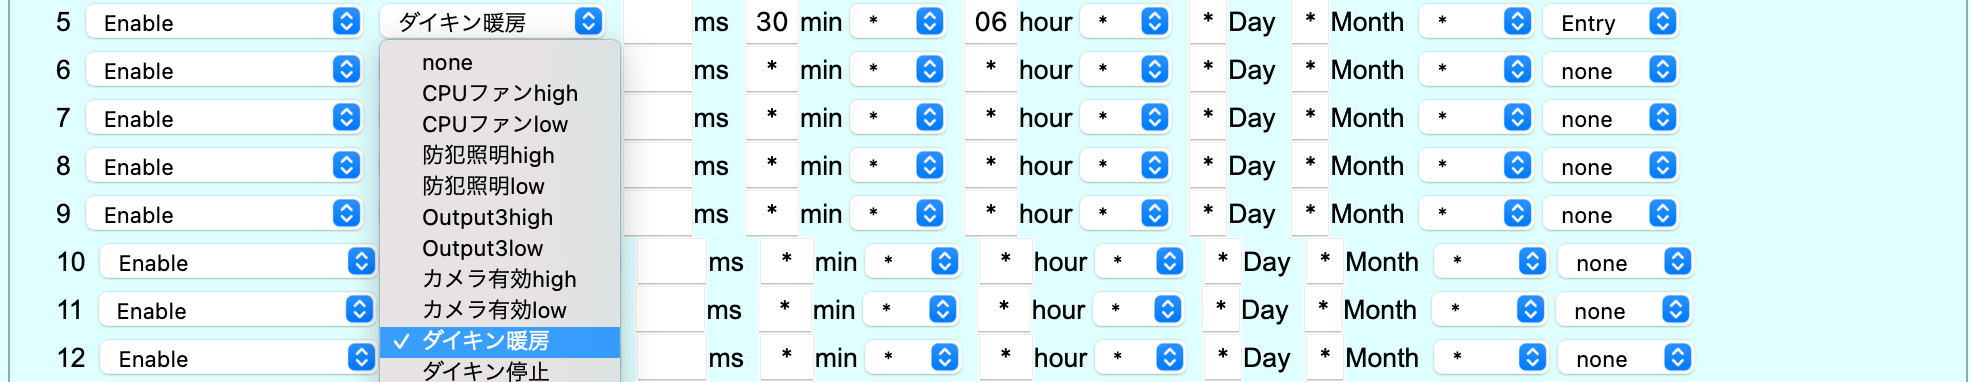 5 Enable ダイキン暖房 ms 30 min * 06 hour * * Day * Month * Entry
none
6 Enable ms * min * * hour * * Day * Month * none
CPUファンhigh
7 Enable ms * min * * hour * * Day * Month * none
CPUファンlow
防犯照明high
8 Enable ms * min * * hour * * Day * Month * none
防犯照明low
9 Enable ms * min * * hour * * Day * Month * none
Output3high
Output3low
10 Enable ms * min * * hour * * Day * Month * none
カメラ有効high
カメラ有効low
11 Enable ms * min * * hour * * Day * Month * none
✓ ダイキン暖房
12 Enable ms * min * * hour * * Day * Month * none
ダイキン停止